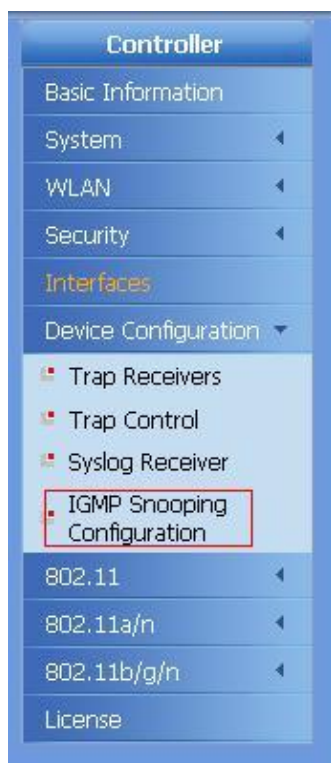 Controller
Basic Information
System
WLAN
Security
Interfaces
Device Configuration
Trap Receivers
Trap Control
Syslog Receiver
IGMP Snooping
Configuration
802.11
802.11a/n
802.11b/g/n
License